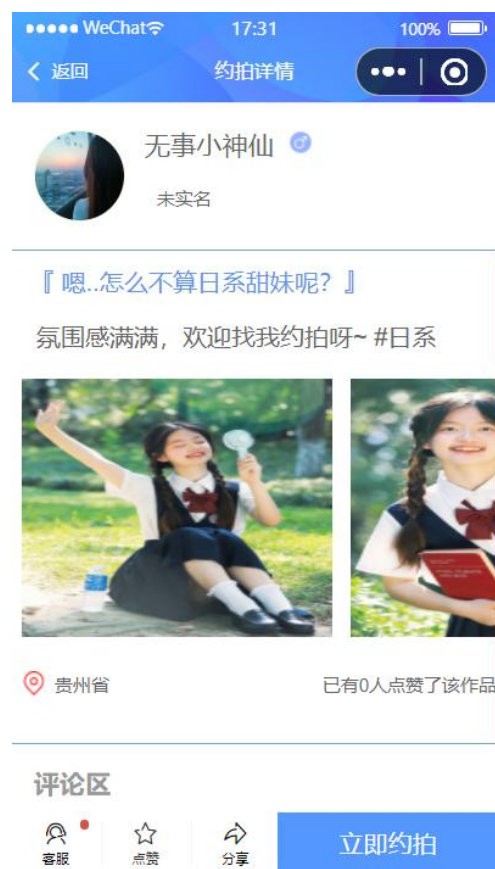 WeChat
17:31
100%
返回
约拍详情
无事小神仙
未实名
『 嗯..怎么不算日系甜妹呢？』
氛围感满满，欢迎找我约拍呀~ #日系
贵州省
已有0人点赞了该作品
评论区
客服
点赞
分享
立即约拍